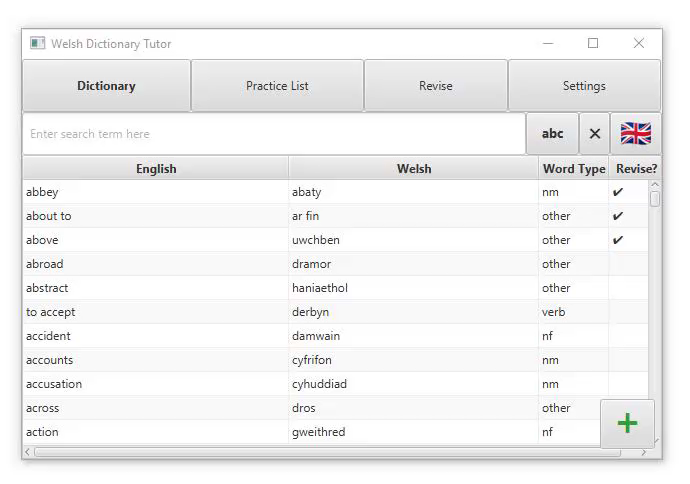 Welsh Dictionary Tutor
Dictionary Practice List Revise Settings
Enter search term here abc
English Welsh Word Type Revise?
abbey abaty nm ✔
about to ar fin other ✔
above uwchben other ✔
abroad dramor other
abstract haniaethol other
to accept derbyn verb
accident damwain nf
accounts cyfrifon nm
accusation cyhuddiad nm
across dros other
action gweithred nf